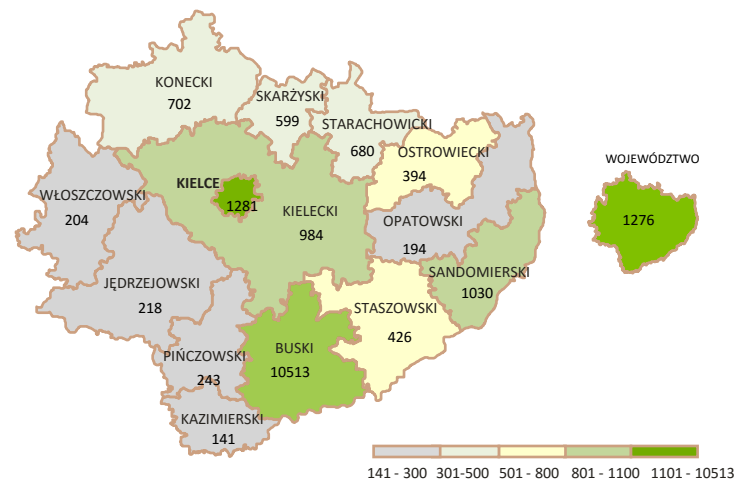 KONECKI
702
SKARŻYSKI
599
STARACHOWICKI
680
OSTROWIECKI
394
WOJEWÓDZTWO
1276
KIELCE
1281
WŁOSZCZOWSKI
204
KIELECKI
984
OPATOWSKI
194
SANDOMIERSKI
1030
JĘDRZEJOWSKI
218
STASZOWSKI
426
PIŃCZOWSKI
243
BUSKI
10513
KAZIMIERSKI
141
141 - 300 301-500 501 - 800 801 - 1100 1101 - 10513